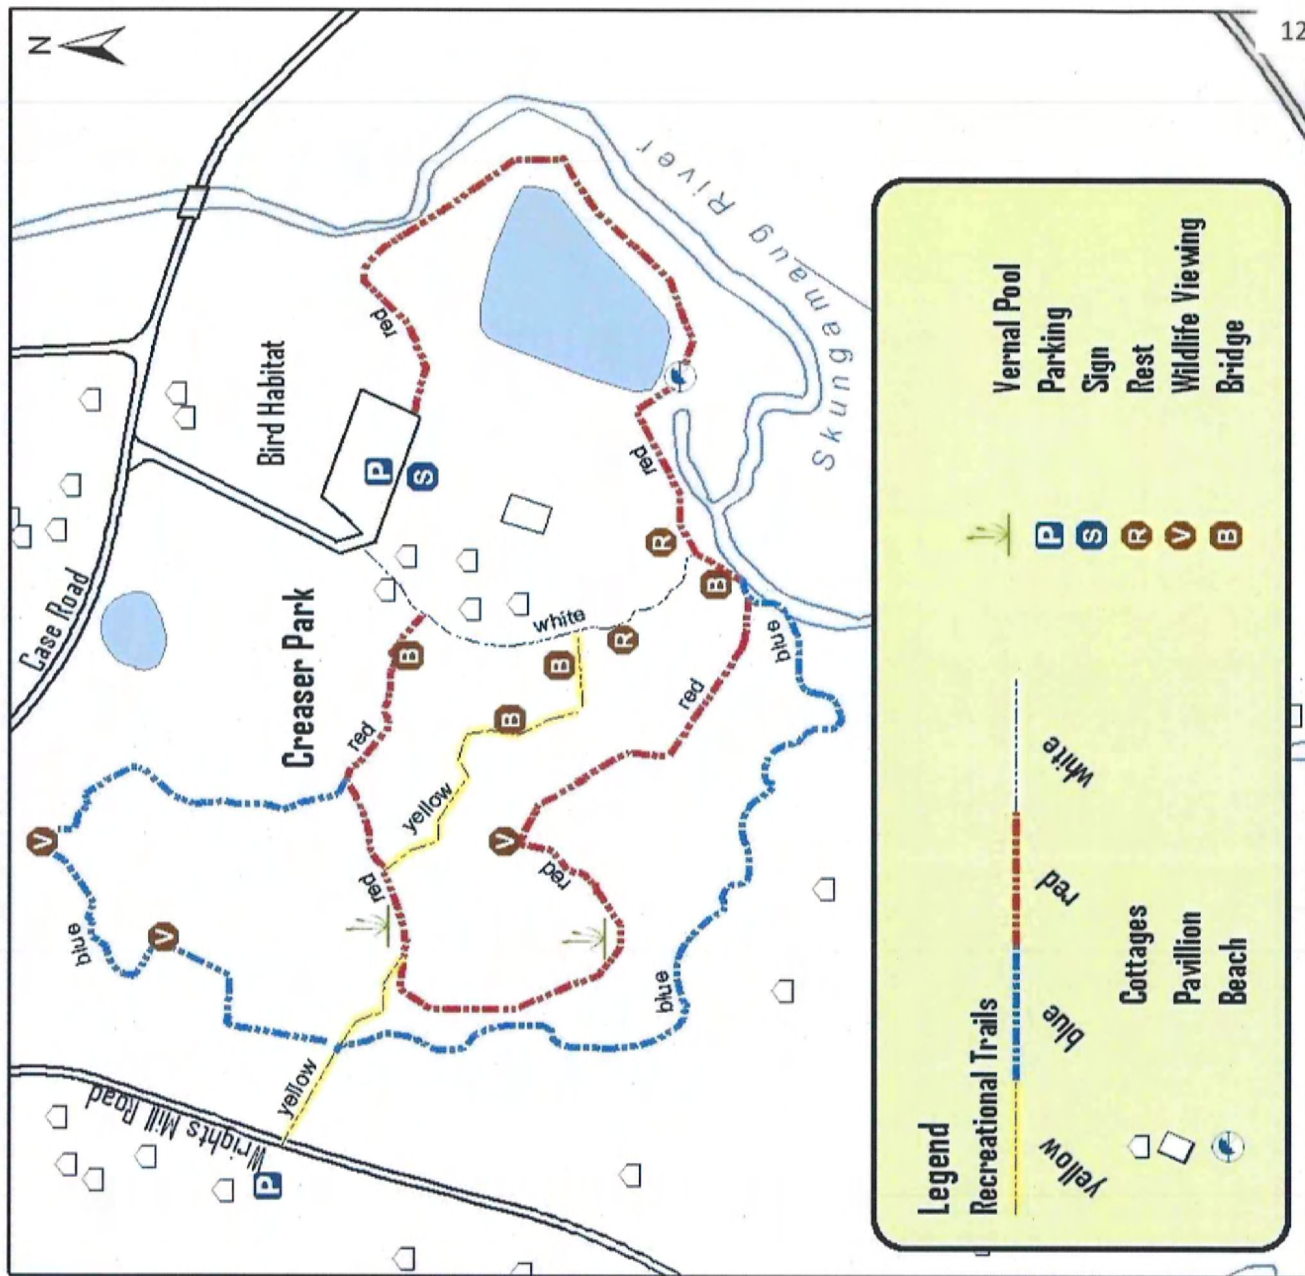 12
N
Case Road
Bird Habitat
red
Skungamaug River
P
S
Creaser Park
white
B
R
red
R
B
red
B
B
yellow
blue
red
V
red
red
V
blue
V
blue
yellow
Wrights Mill Road
P
Legend
Recreational Trails
yellow
blue
red
white
Cottages
Pavillion
Beach
Vernal Pool
P Parking
S Sign
R Rest
V Wildlife Viewing
B Bridge